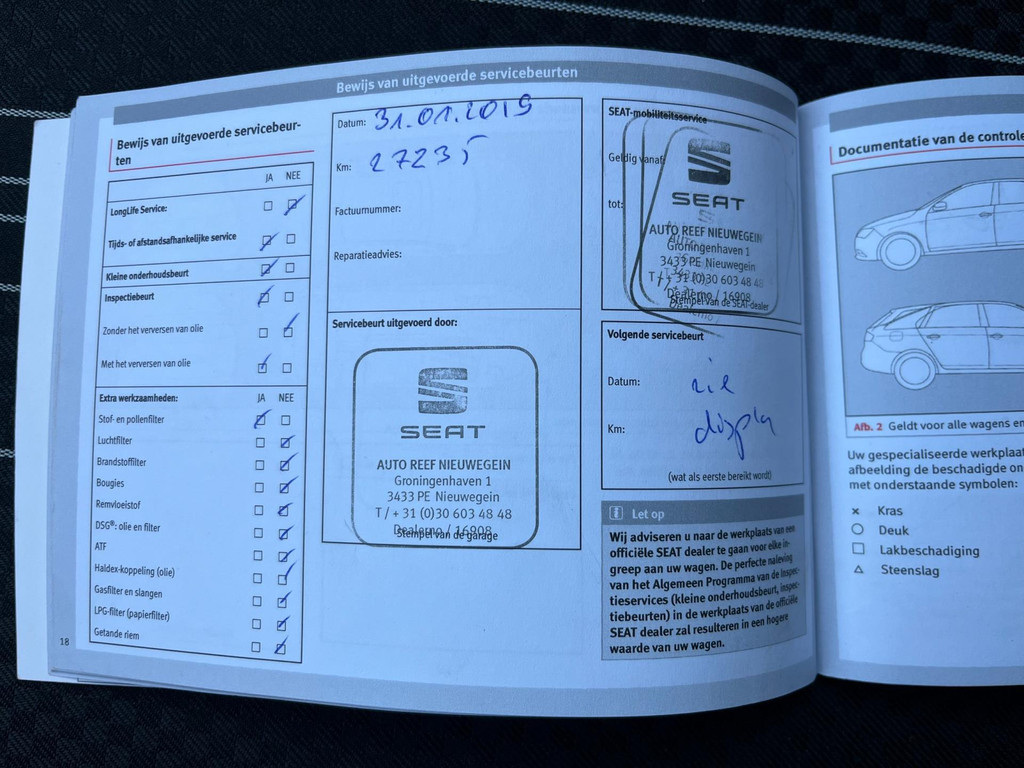 Bewijs van uitgevoerde servicebeurten
Bewijs van uitgevoerde servicebeur-
ten
JA NEE
LongLife Service:
Tijds- of afstandsafhankelijke service
Kleine onderhoudsbeurt
Inspectiebeurt
Zonder het verversen van olie
Met het verversen van olie
Extra werkzaamheden: JA NEE
Stof- en pollenfilter
Luchtfilter
Brandstoffilter
Bougies
Remvloeistof
DSG®: olie en filter
ATF
Haldex-koppeling (olie)
Gasfilter en slangen
LPG-filter (papierfilter)
Getande riem
18
Datum: 31.01.2019
Km: 27235
Factuurnummer:
Reparatieadvies:
Servicebeurt uitgevoerd door:
SEAT
AUTO REEF NIEUWEGEIN
Groningenhaven 1
3433 PE Nieuwegein
T / + 31 (0)30 603 48 48
Dealerno / 16908
Stempel van de garage
SEAT-mobiliteitsservice
Geldig vanaf:
tot:
SEAT
AUTO REEF NIEUWEGEIN
Groningenhaven 1
3433 PE Nieuwegein
T / + 31 (0)30 603 48 48
Dealerno / 16908
Stempel van de SEAT-dealer
Volgende servicebeurt
Datum: zie
Km: display
(wat als eerste bereikt wordt)
Let op
Wij adviseren u naar de werkplaats van een
officiële SEAT dealer te gaan voor elke in-
greep aan uw wagen. De perfecte naleving
van het Algemeen Programma van de Inspec-
tieservices (kleine onderhoudsbeurt, inspec-
tiebeurten) in de werkplaats van de officiële
SEAT dealer zal resulteren in een hogere
waarde van uw wagen.
Documentatie van de controle
Afb. 2 Geldt voor alle wagens en
Uw gespecialiseerde werkplaat
afbeelding de beschadigde on
met onderstaande symbolen:
× Kras
○ Deuk
□ Lakbeschadiging
△ Steenslag